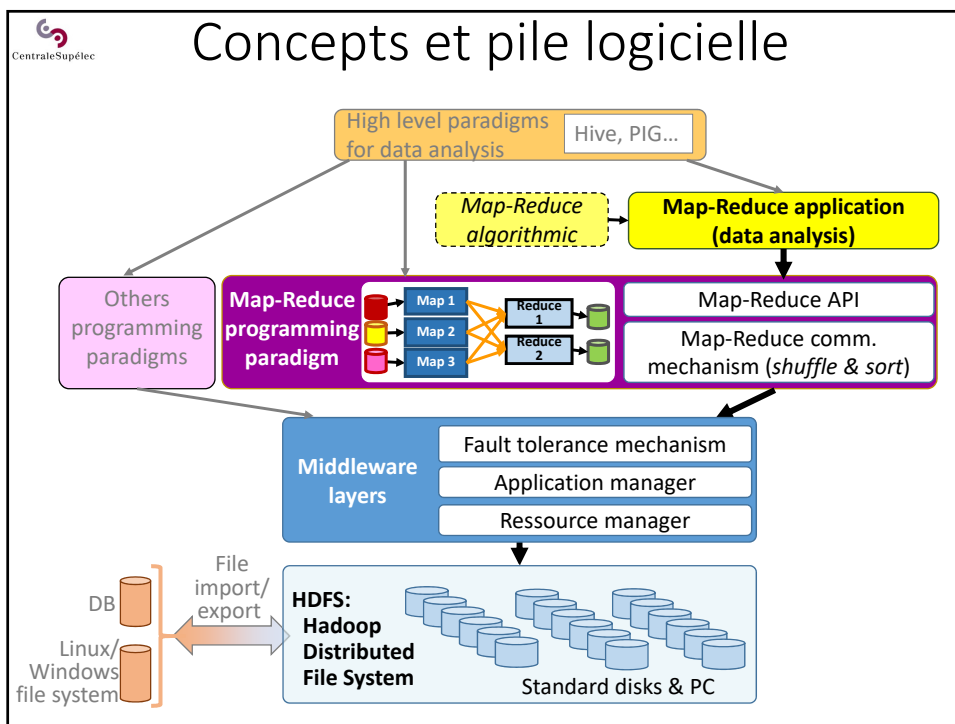 CentraleSupélec
Concepts et pile logicielle
High level paradigms
for data analysis
Hive, PIG...
Map-Reduce
algorithmic
Map-Reduce application
(data analysis)
Others
programming
paradigms
Map-Reduce
programming
paradigm
Map 1
Map 2
Map 3
Reduce
1
Reduce
2
Map-Reduce API
Map-Reduce comm.
mechanism (shuffle & sort)
Middleware
layers
Fault tolerance mechanism
Application manager
Ressource manager
DB
Linux/
Windows
file system
File
import/
export
HDFS:
Hadoop
Distributed
File System
Standard disks & PC